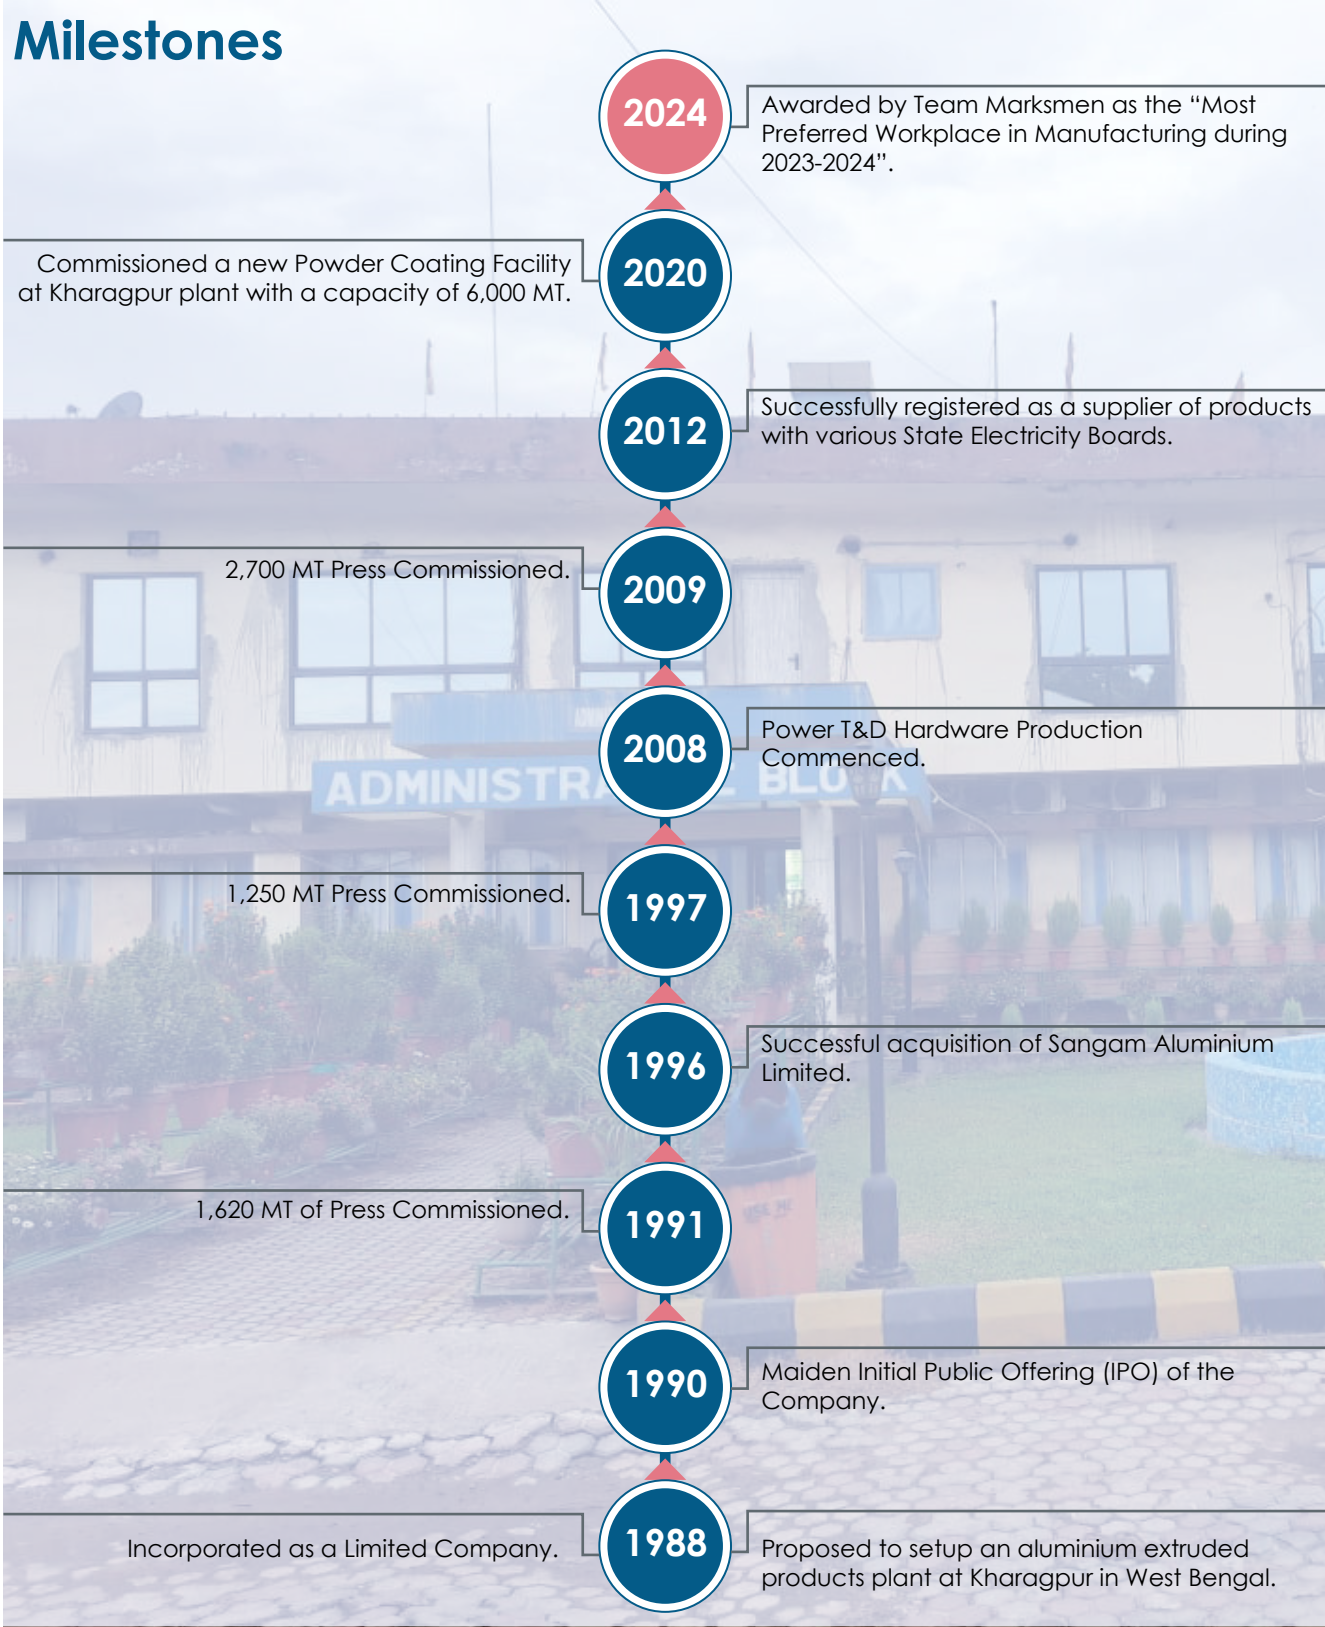 Milestones
2024
Awarded by Team Marksmen as the “Most
Preferred Workplace in Manufacturing during
2023-2024”.
Commissioned a new Powder Coating Facility
at Kharagpur plant with a capacity of 6,000 MT.
2020
2012
Successfully registered as a supplier of products
with various State Electricity Boards.
2,700 MT Press Commissioned.
2009
2008
Power T&D Hardware Production
Commenced.
1,250 MT Press Commissioned.
1997
1996
Successful acquisition of Sangam Aluminium
Limited.
1,620 MT of Press Commissioned.
1991
1990
Maiden Initial Public Offering (IPO) of the
Company.
Incorporated as a Limited Company.
1988
Proposed to setup an aluminium extruded
products plant at Kharagpur in West Bengal.